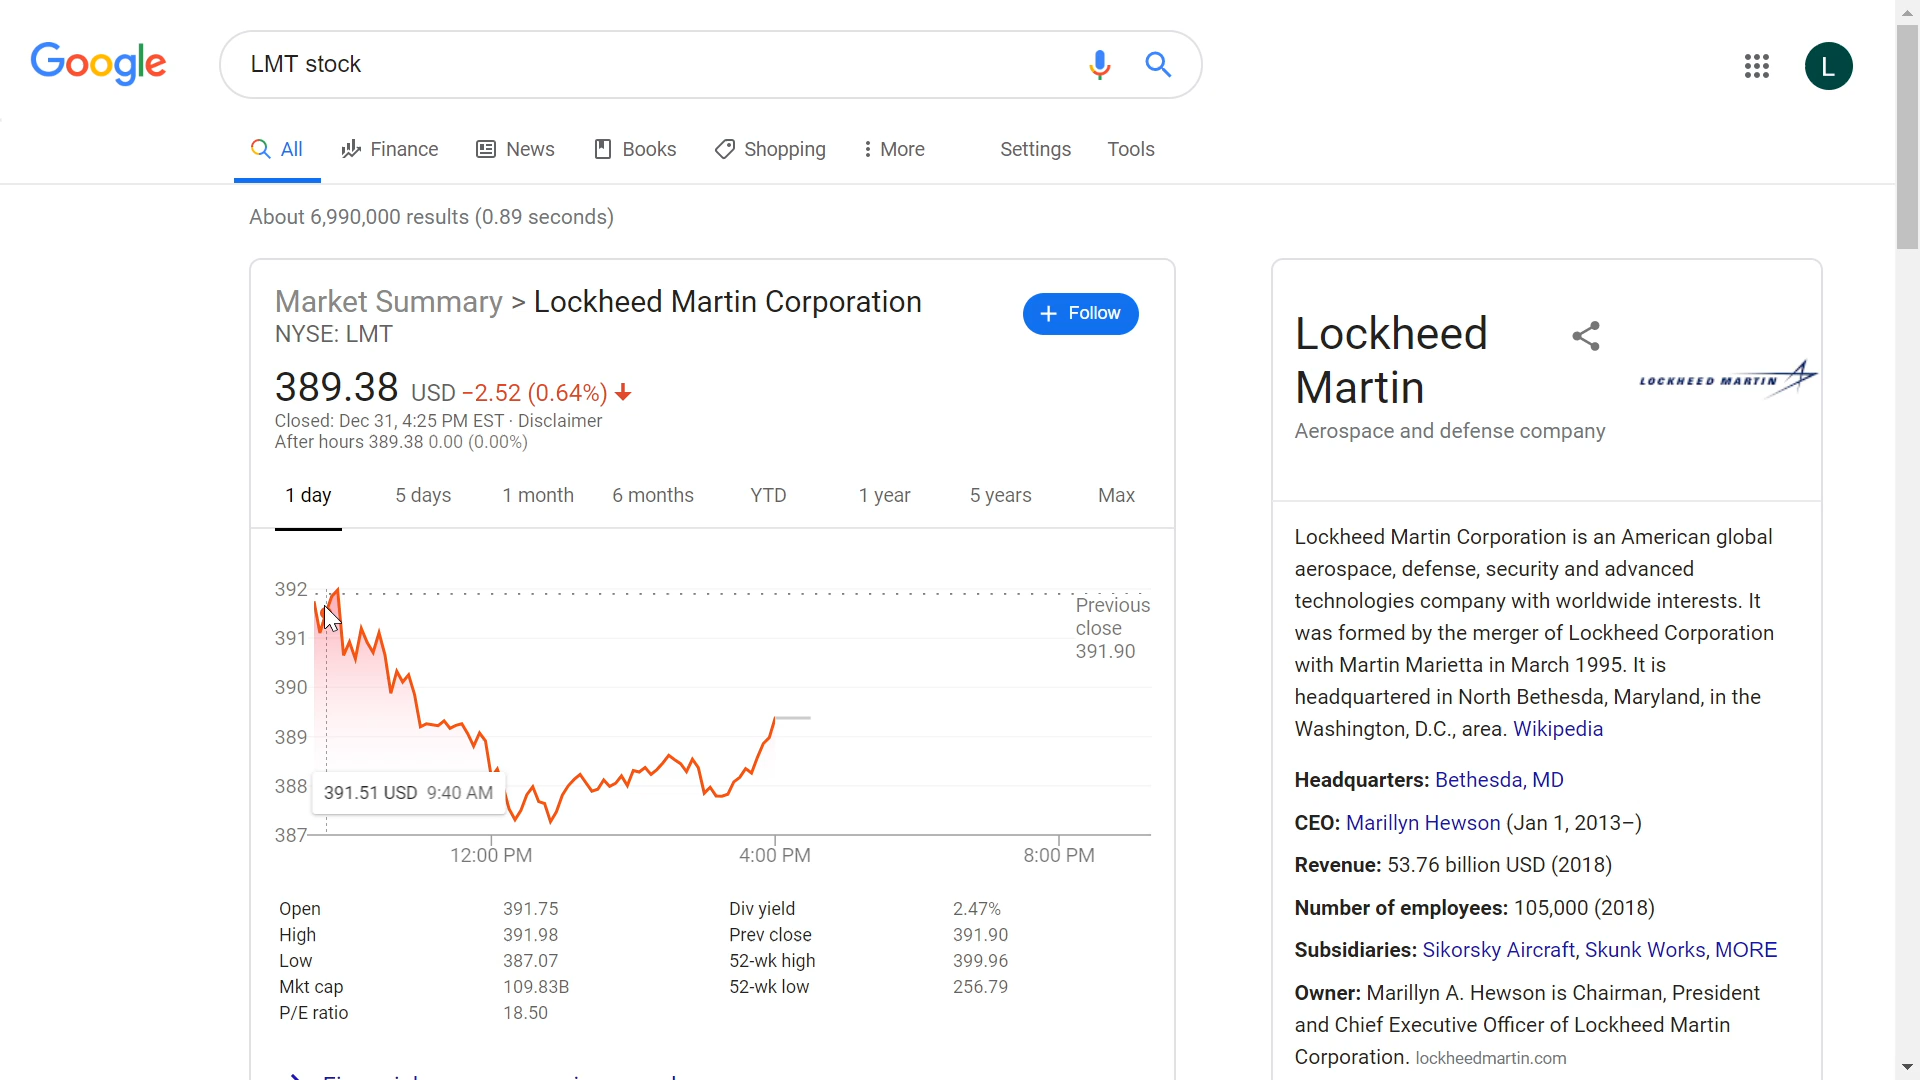 Google
LMT stock
L
All Finance News Books Shopping More Settings Tools
About 6,990,000 results (0.89 seconds)
Market Summary > Lockheed Martin Corporation
NYSE: LMT
+ Follow
389.38 USD −2.52 (0.64%)
Closed: Dec 31, 4:25 PM EST · Disclaimer
After hours 389.38 0.00 (0.00%)
1 day 5 days 1 month 6 months YTD 1 year 5 years Max
392
391
390
389
388
387
Previous
close
391.90
391.51 USD 9:40 AM
12:00 PM 4:00 PM 8:00 PM
Open 391.75 Div yield 2.47%
High 391.98 Prev close 391.90
Low 387.07 52-wk high 399.96
Mkt cap 109.83B 52-wk low 256.79
P/E ratio 18.50
Lockheed
Martin
LOCKHEED MARTIN
Aerospace and defense company
Lockheed Martin Corporation is an American global
aerospace, defense, security and advanced
technologies company with worldwide interests. It
was formed by the merger of Lockheed Corporation
with Martin Marietta in March 1995. It is
headquartered in North Bethesda, Maryland, in the
Washington, D.C., area. Wikipedia
Headquarters: Bethesda, MD
CEO: Marillyn Hewson (Jan 1, 2013–)
Revenue: 53.76 billion USD (2018)
Number of employees: 105,000 (2018)
Subsidiaries: Sikorsky Aircraft, Skunk Works, MORE
Owner: Marillyn A. Hewson is Chairman, President
and Chief Executive Officer of Lockheed Martin
Corporation. lockheedmartin.com